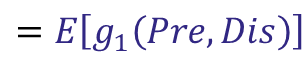 = E[g₁(Pre, Dis)]